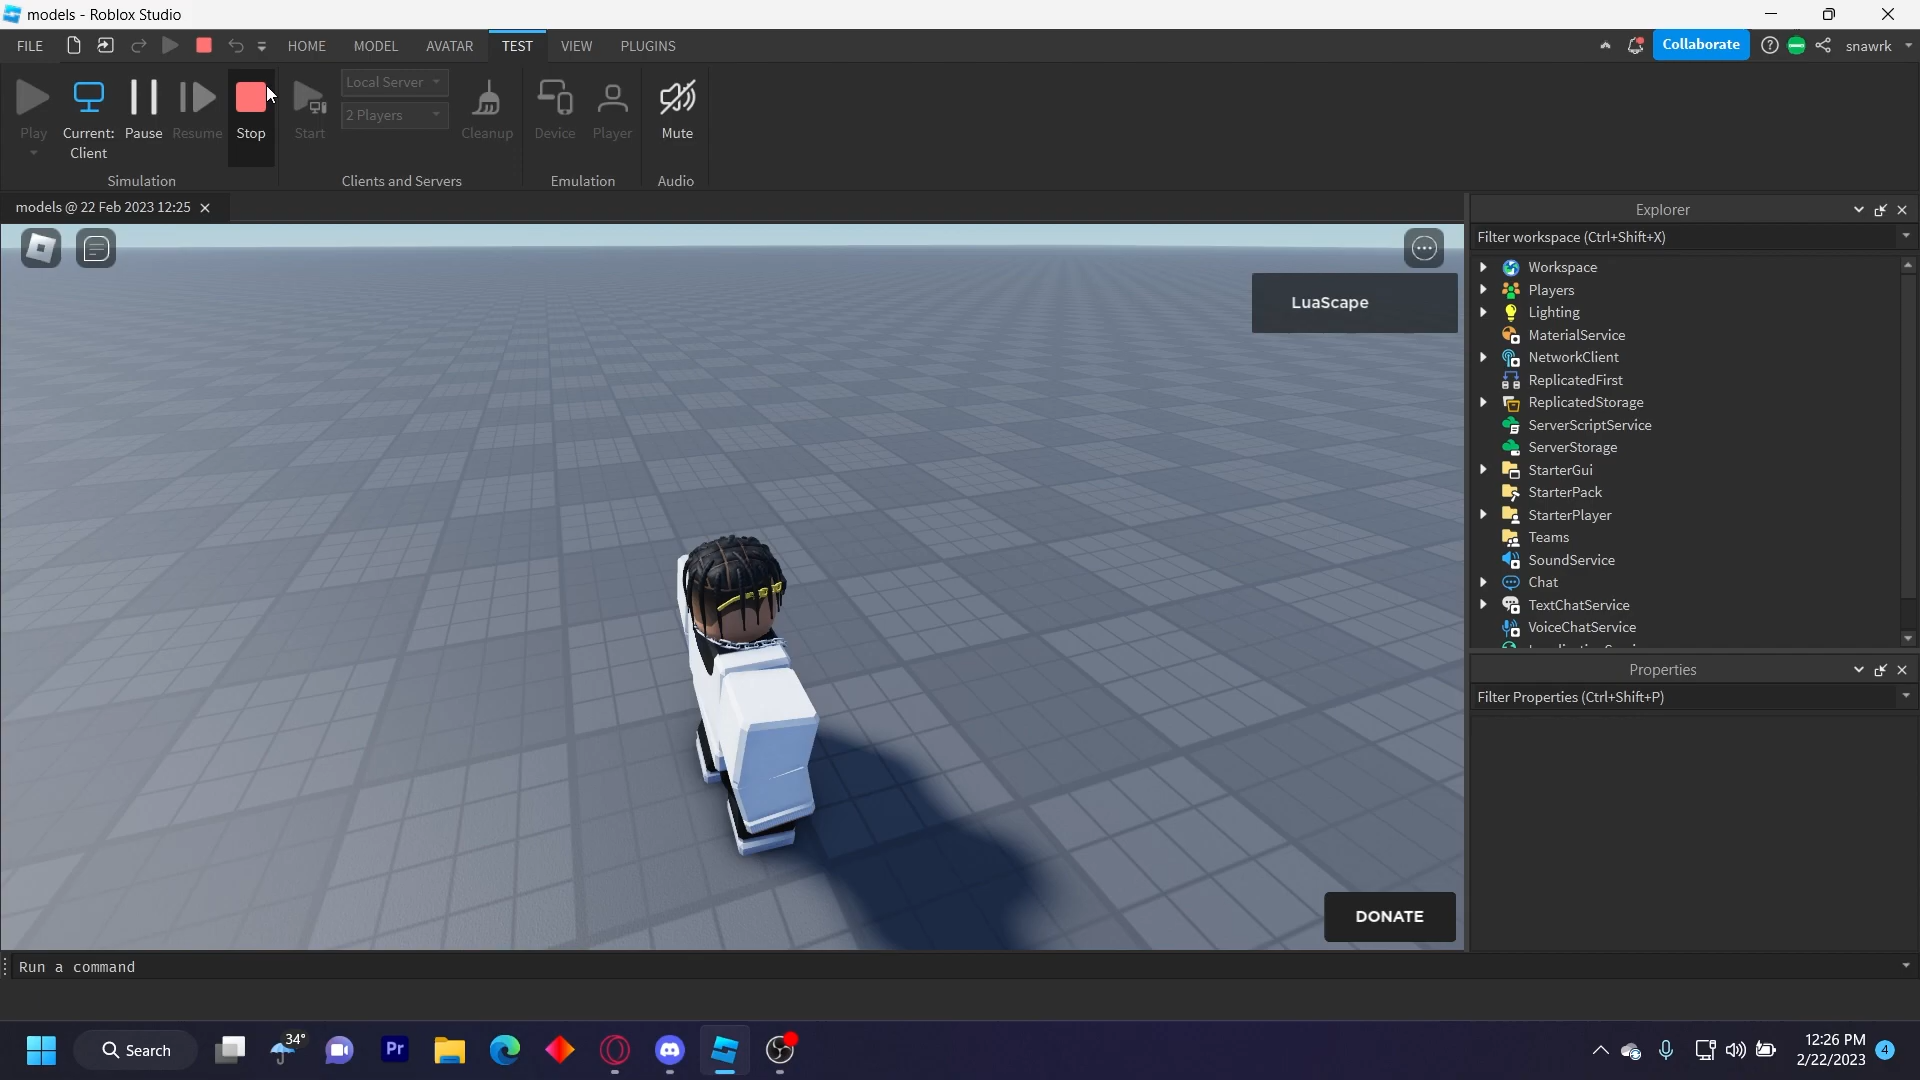 models - Roblox Studio
FILE HOME MODEL AVATAR TEST VIEW PLUGINS Collaborate snawrk
Play Current: Client Pause Resume Stop Start Local Server 2 Players Cleanup Device Player Mute
Simulation Clients and Servers Emulation Audio
models @ 22 Feb 2023 12:25
LuaScape
DONATE
Explorer
Filter workspace (Ctrl+Shift+X)
Workspace
Players
Lighting
MaterialService
NetworkClient
ReplicatedFirst
ReplicatedStorage
ServerScriptService
ServerStorage
StarterGui
StarterPack
StarterPlayer
Teams
SoundService
Chat
TextChatService
VoiceChatService
Properties
Filter Properties (Ctrl+Shift+P)
Run a command
Search
34°
Pr
12:26 PM
2/22/2023
4